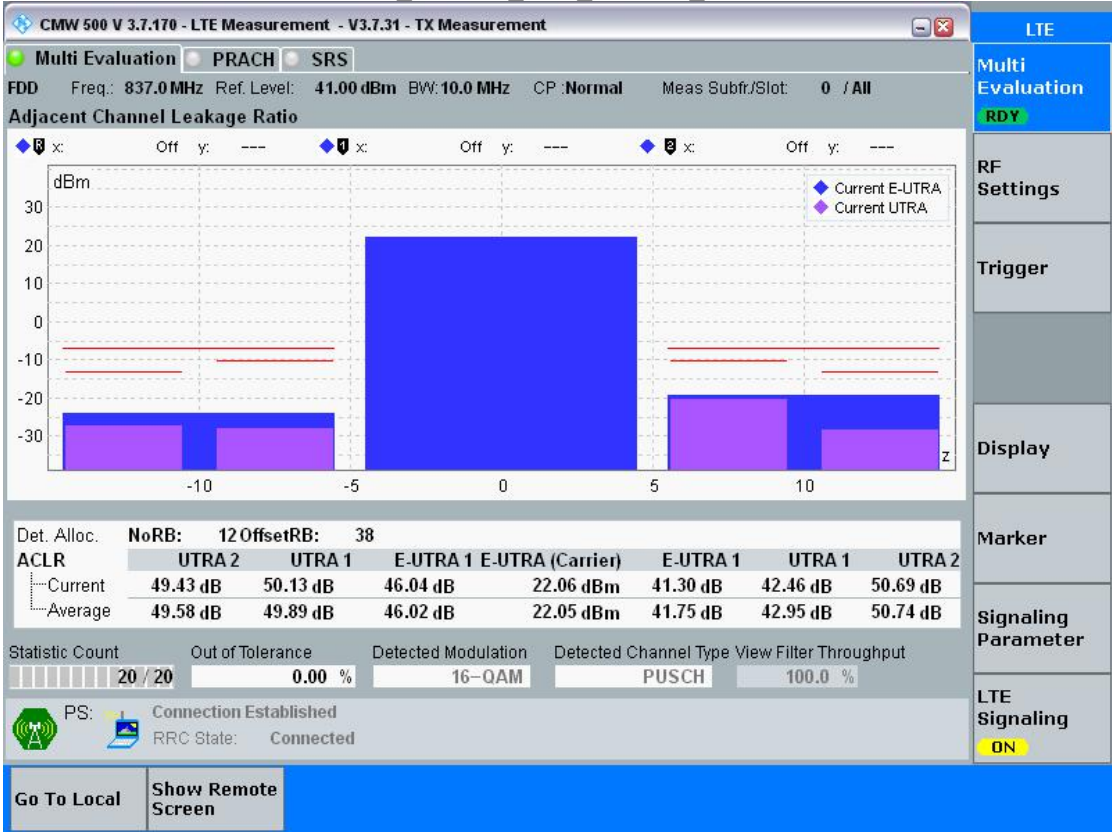 CMW 500 V 3.7.170 - LTE Measurement - V3.7.31 - TX Measurement
LTE
Multi Evaluation PRACH SRS
Multi Evaluation
RDY
FDD Freq.: 837.0 MHz Ref. Level: 41.00 dBm BW: 10.0 MHz CP :Normal Meas Subfr./Slot: 0 / All
Adjacent Channel Leakage Ratio
R x: Off y: --- 1 x: Off y: --- 2 x: Off y: ---
dBm
Current E-UTRA
Current UTRA
30
20
10
0
-10
-20
-30
z
-10 -5 0 5 10
RF
Settings
Trigger
Display
Marker
Signaling
Parameter
LTE
Signaling
ON
Det. Alloc. NoRB: 12 OffsetRB: 38
ACLR UTRA 2 UTRA 1 E-UTRA 1 E-UTRA (Carrier) E-UTRA 1 UTRA 1 UTRA 2
Current 49.43 dB 50.13 dB 46.04 dB 22.06 dBm 41.30 dB 42.46 dB 50.69 dB
Average 49.58 dB 49.89 dB 46.02 dB 22.05 dBm 41.75 dB 42.95 dB 50.74 dB
Statistic Count Out of Tolerance Detected Modulation Detected Channel Type View Filter Throughput
20 / 20 0.00 % 16-QAM PUSCH 100.0 %
PS: Connection Established
RRC State: Connected
Go To Local
Show Remote
Screen